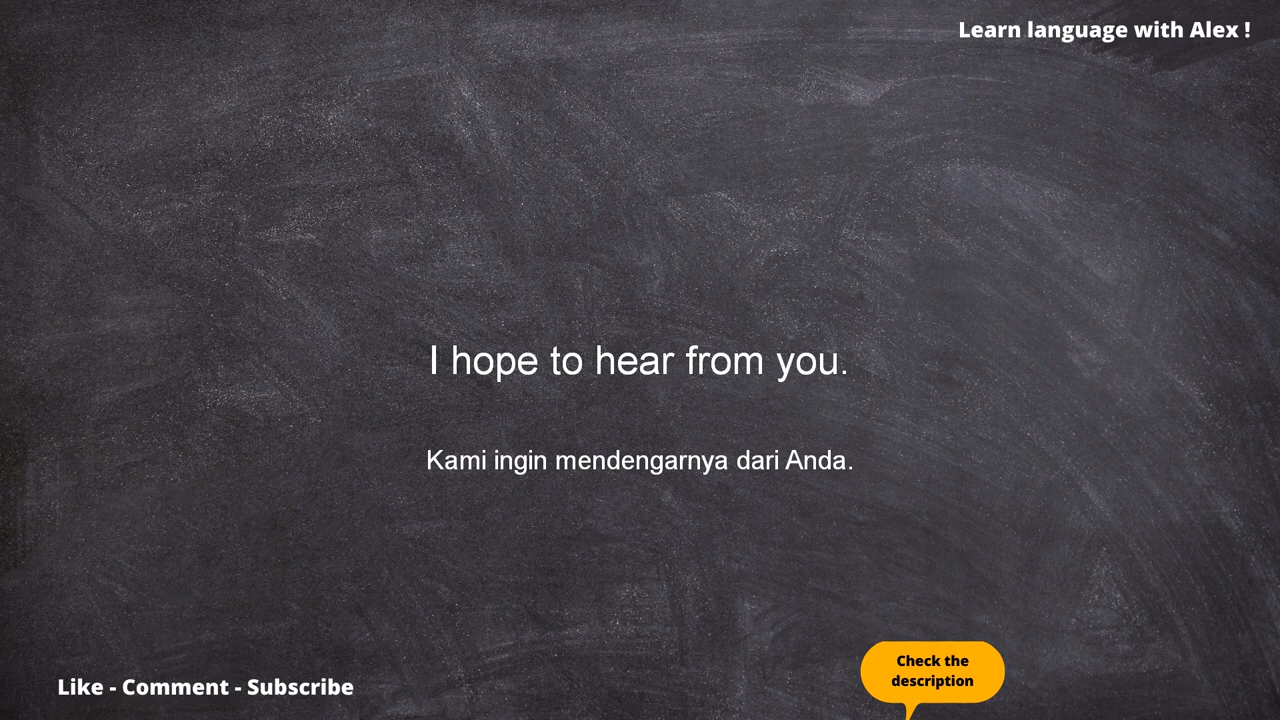 Learn language with Alex !
I hope to hear from you.
Kami ingin mendengarnya dari Anda.
Like - Comment - Subscribe
Check the
description